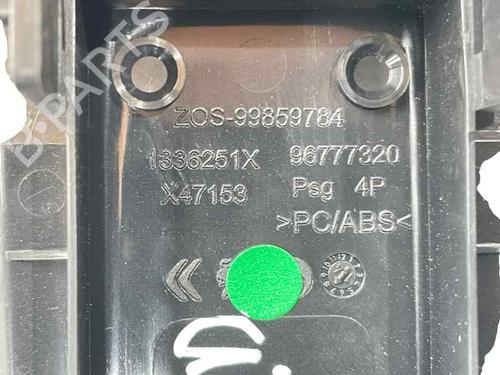 B-PARTS
ZOS-99859784
1336251X 96777320
X47153 Psg 4P
>PC/ABS<